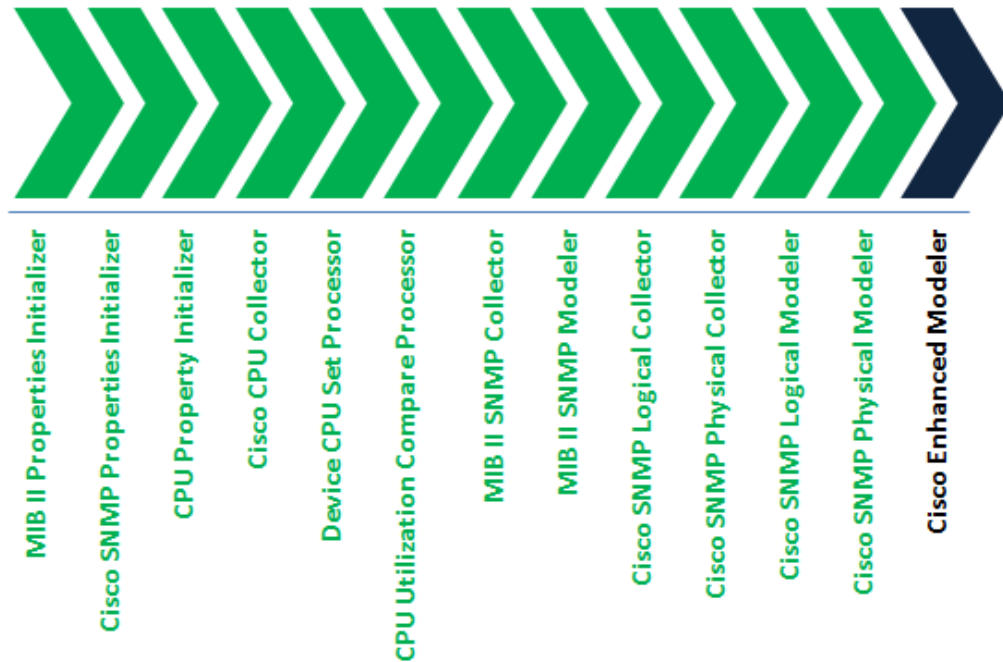 MIB II Properties Initializer
Cisco SNMP Properties Initializer
CPU Property Initializer
Cisco CPU Collector
Device CPU Set Processor
CPU Utilization Compare Processor
MIB II SNMP Collector
MIB II SNMP Modeler
Cisco SNMP Logical Collector
Cisco SNMP Physical Collector
Cisco SNMP Logical Modeler
Cisco SNMP Physical Modeler
Cisco Enhanced Modeler